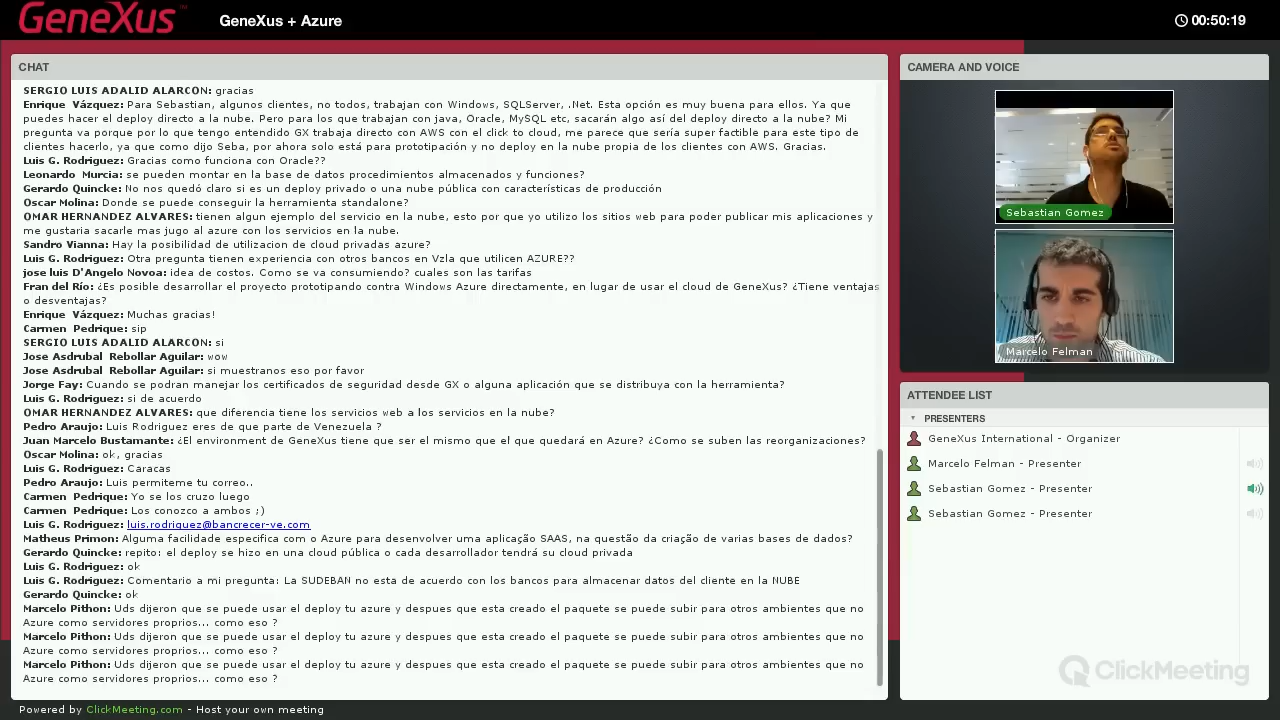 GeneXus™
GeneXus + Azure
00:50:19
CHAT
SERGIO LUIS ADALID ALARCON: gracias
Enrique Vázquez: Para Sebastian, algunos clientes, no todos, trabajan con Windows, SQLServer, .Net. Esta opción es muy buena para ellos. Ya que
puedes hacer el deploy directo a la nube. Pero para los que trabajan con java, Oracle, MySQL etc, sacarán algo así del deploy directo a la nube? Mi
pregunta va porque por lo que tengo entendido GX trabaja directo con AWS con el click to cloud, me parece que sería super factible para este tipo de
clientes hacerlo, ya que como dijo Seba, por ahora solo está para prototipación y no deploy en la nube propia de los clientes con AWS. Gracias.
Luis G. Rodriguez: Gracias como funciona con Oracle??
Leonardo Murcia: se pueden montar en la base de datos procedimientos almacenados y funciones?
Gerardo Quincke: No nos quedó claro si es un deploy privado o una nube pública con características de producción
Oscar Molina: Donde se puede conseguir la herramienta standalone?
OMAR HERNANDEZ ALVARES: tienen algun ejemplo del servicio en la nube, esto por que yo utilizo los sitios web para poder publicar mis aplicaciones y
me gustaria sacarle mas jugo al azure con los servicios en la nube.
Sandro Vianna: Hay la posibilidad de utilizacion de cloud privadas azure?
Luis G. Rodriguez: Otra pregunta tienen experiencia con otros bancos en Vzla que utilicen AZURE??
jose luis D'Angelo Novoa: idea de costos. Como se va consumiendo? cuales son las tarifas
Fran del Río: ¿Es posible desarrollar el proyecto prototipando contra Windows Azure directamente, en lugar de usar el cloud de GeneXus? ¿Tiene ventajas
o desventajas?
Enrique Vázquez: Muchas gracias!
Carmen Pedrique: sip
SERGIO LUIS ADALID ALARCON: si
Jose Asdrubal Rebollar Aguilar: wow
Jose Asdrubal Rebollar Aguilar: si muestranos eso por favor
Jorge Fay: Cuando se podran manejar los certificados de seguridad desde GX o alguna aplicación que se distribuya con la herramienta?
Luis G. Rodriguez: si de acuerdo
OMAR HERNANDEZ ALVARES: que diferencia tiene los servicios web a los servicios en la nube?
Pedro Araujo: Luis Rodriguez eres de que parte de Venezuela ?
Juan Marcelo Bustamante: ¿El environment de GeneXus tiene que ser el mismo que el que quedará en Azure? ¿Como se suben las reorganizaciones?
Oscar Molina: ok, gracias
Luis G. Rodriguez: Caracas
Pedro Araujo: Luis permiteme tu correo..
Carmen Pedrique: Yo se los cruzo luego
Carmen Pedrique: Los conozco a ambos ;)
Luis G. Rodriguez: luis.rodriguez@bancrecer-ve.com
Matheus Primon: Alguma facilidade especifica com o Azure para desenvolver uma aplicação SAAS, na questão da criação de varias bases de dados?
Gerardo Quincke: repito: el deploy se hizo en una cloud pública o cada desarrollador tendrá su cloud privada
Luis G. Rodriguez: ok
Luis G. Rodriguez: Comentario a mi pregunta: La SUDEBAN no esta de acuerdo con los bancos para almacenar datos del cliente en la NUBE
Gerardo Quincke: ok
Marcelo Pithon: Uds dijeron que se puede usar el deploy tu azure y despues que esta creado el paquete se puede subir para otros ambientes que no
Azure como servidores proprios... como eso ?
Marcelo Pithon: Uds dijeron que se puede usar el deploy tu azure y despues que esta creado el paquete se puede subir para otros ambientes que no
Azure como servidores proprios... como eso ?
Marcelo Pithon: Uds dijeron que se puede usar el deploy tu azure y despues que esta creado el paquete se puede subir para otros ambientes que no
Azure como servidores proprios... como eso ?
CAMERA AND VOICE
Sebastian Gomez
Marcelo Felman
ATTENDEE LIST
PRESENTERS
GeneXus International - Organizer
Marcelo Felman - Presenter
Sebastian Gomez - Presenter
Sebastian Gomez - Presenter
ClickMeeting
Powered by ClickMeeting.com - Host your own meeting